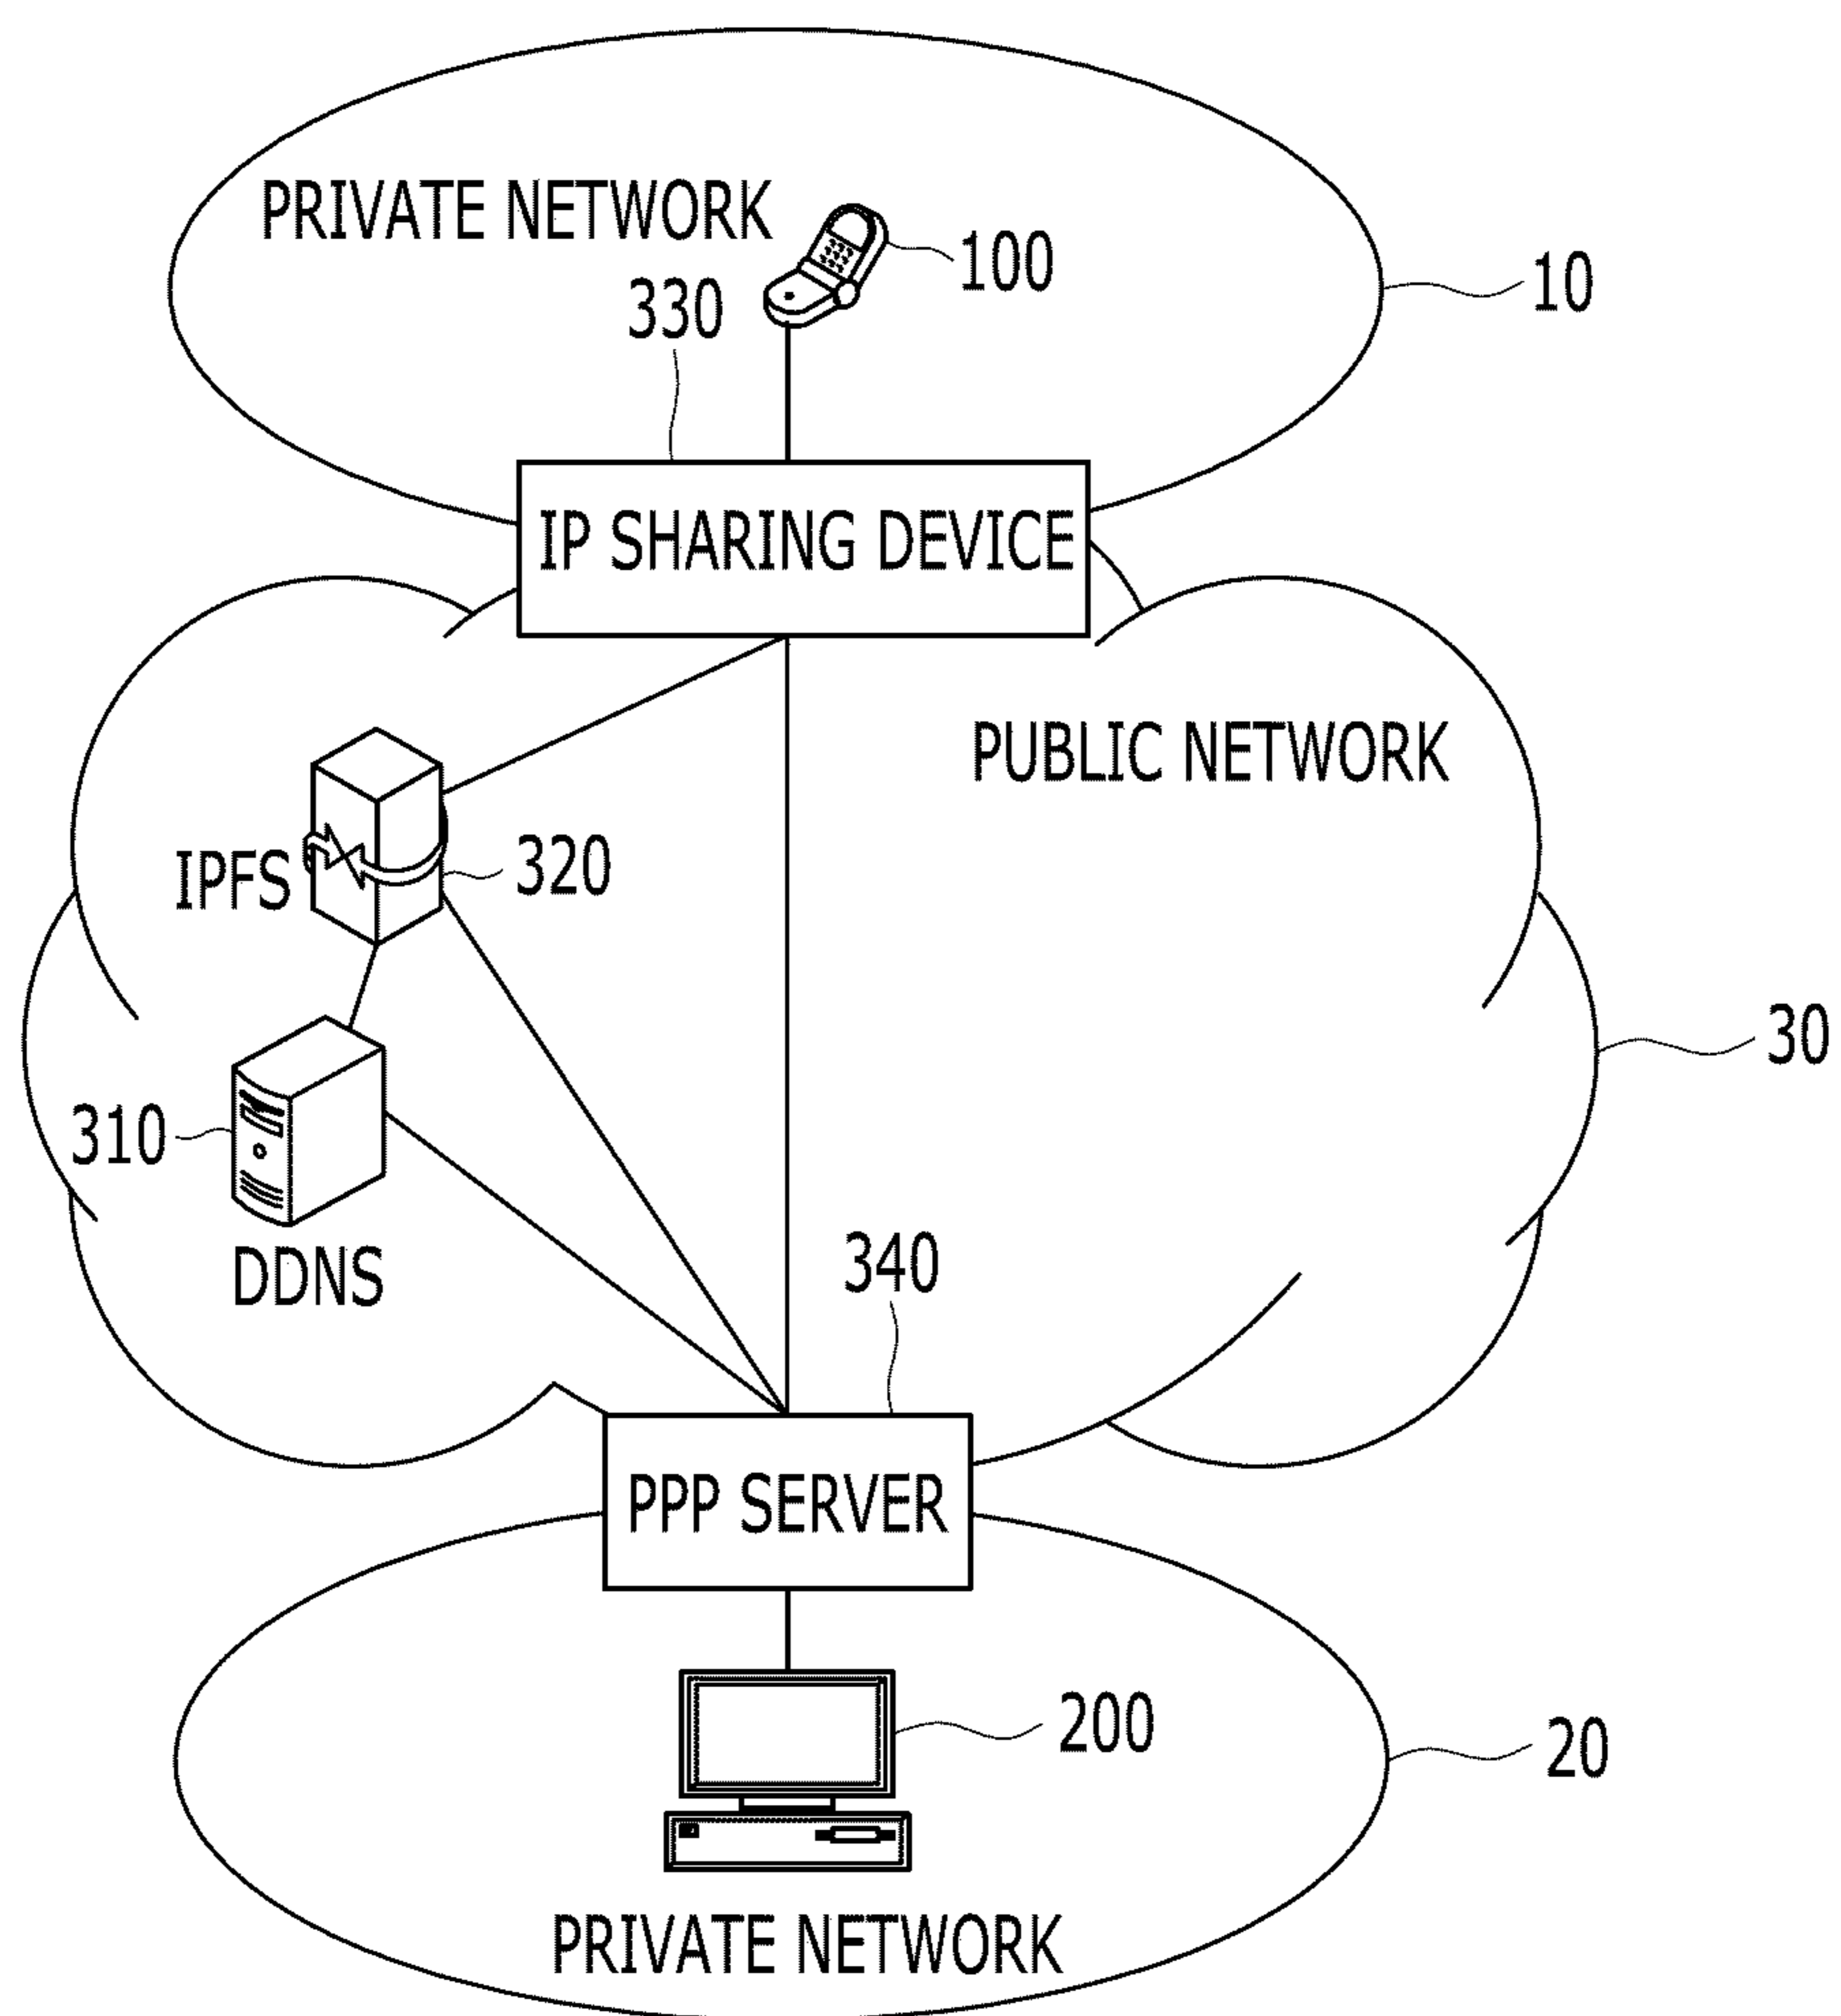 PRIVATE NETWORK
100
330
10
IP SHARING DEVICE
PUBLIC NETWORK
IPFS
320
30
310
DDNS
340
PPP SERVER
200
20
PRIVATE NETWORK